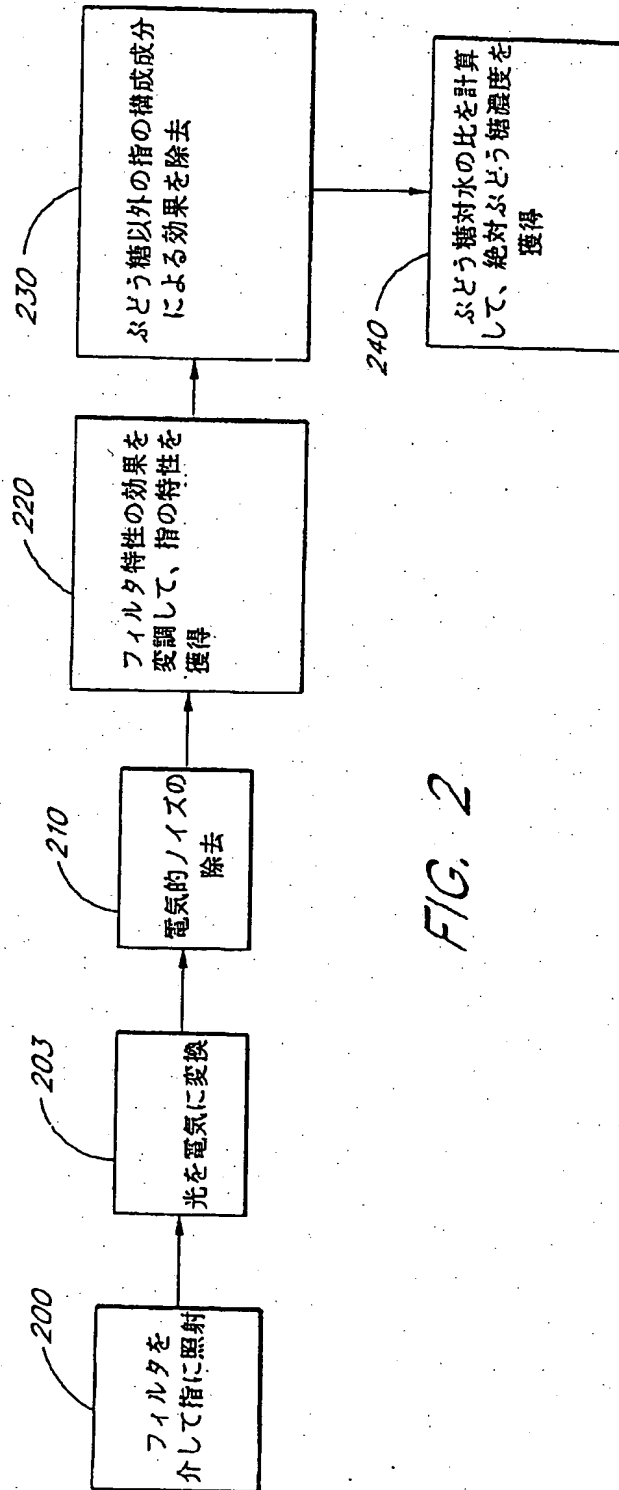 200
フィルタを
介して指に照射
203
光を電気に変換
210
電気的ノイズの
除去
220
フィルタ特性の効果を
変調して、指の特性を
獲得
230
ぶどう糖以外の指の構成成分
による効果を除去
240
ぶどう糖対水の比を計算
して、絶対ぶどう糖濃度を
獲得
FIG. 2